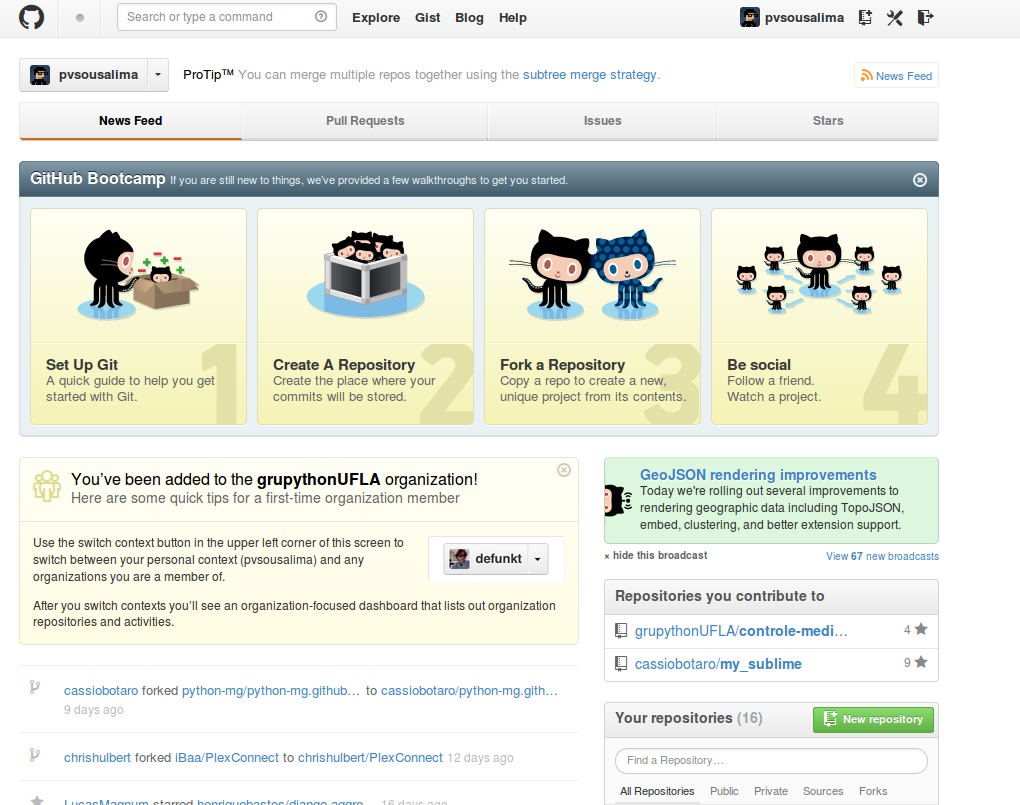 Search or type a command
Explore Gist Blog Help
pvsousalima
pvsousalima
ProTip™ You can merge multiple repos together using the subtree merge strategy.
News Feed
News Feed
Pull Requests
Issues
Stars
GitHub Bootcamp If you are still new to things, we've provided a few walkthroughs to get you started.
1
Set Up Git
A quick guide to help you get
started with Git.
2
Create A Repository
Create the place where your
commits will be stored.
3
Fork a Repository
Copy a repo to create a new,
unique project from its contents.
4
Be social
Follow a friend.
Watch a project.
You've been added to the grupythonUFLA organization!
Here are some quick tips for a first-time organization member
Use the switch context button in the upper left corner of this screen to
switch between your personal context (pvsousalima) and any
organizations you are a member of.
defunkt
After you switch contexts you'll see an organization-focused dashboard that lists out organization
repositories and activities.
cassiobotaro forked python-mg/python-mg.github… to cassiobotaro/python-mg.gith…
9 days ago
chrishulbert forked iBaa/PlexConnect to chrishulbert/PlexConnect 12 days ago
LucasMagnum starred henriquebastos/django-aggre… 16 days ago
GeoJSON rendering improvements
Today we're rolling out several improvements to
rendering geographic data including TopoJSON,
embed, clustering, and better extension support.
× hide this broadcast
View 67 new broadcasts
Repositories you contribute to
grupythonUFLA/controle-medi… 4
cassiobotaro/my_sublime 9
Your repositories (16)
New repository
Find a Repository…
All Repositories Public Private Sources Forks